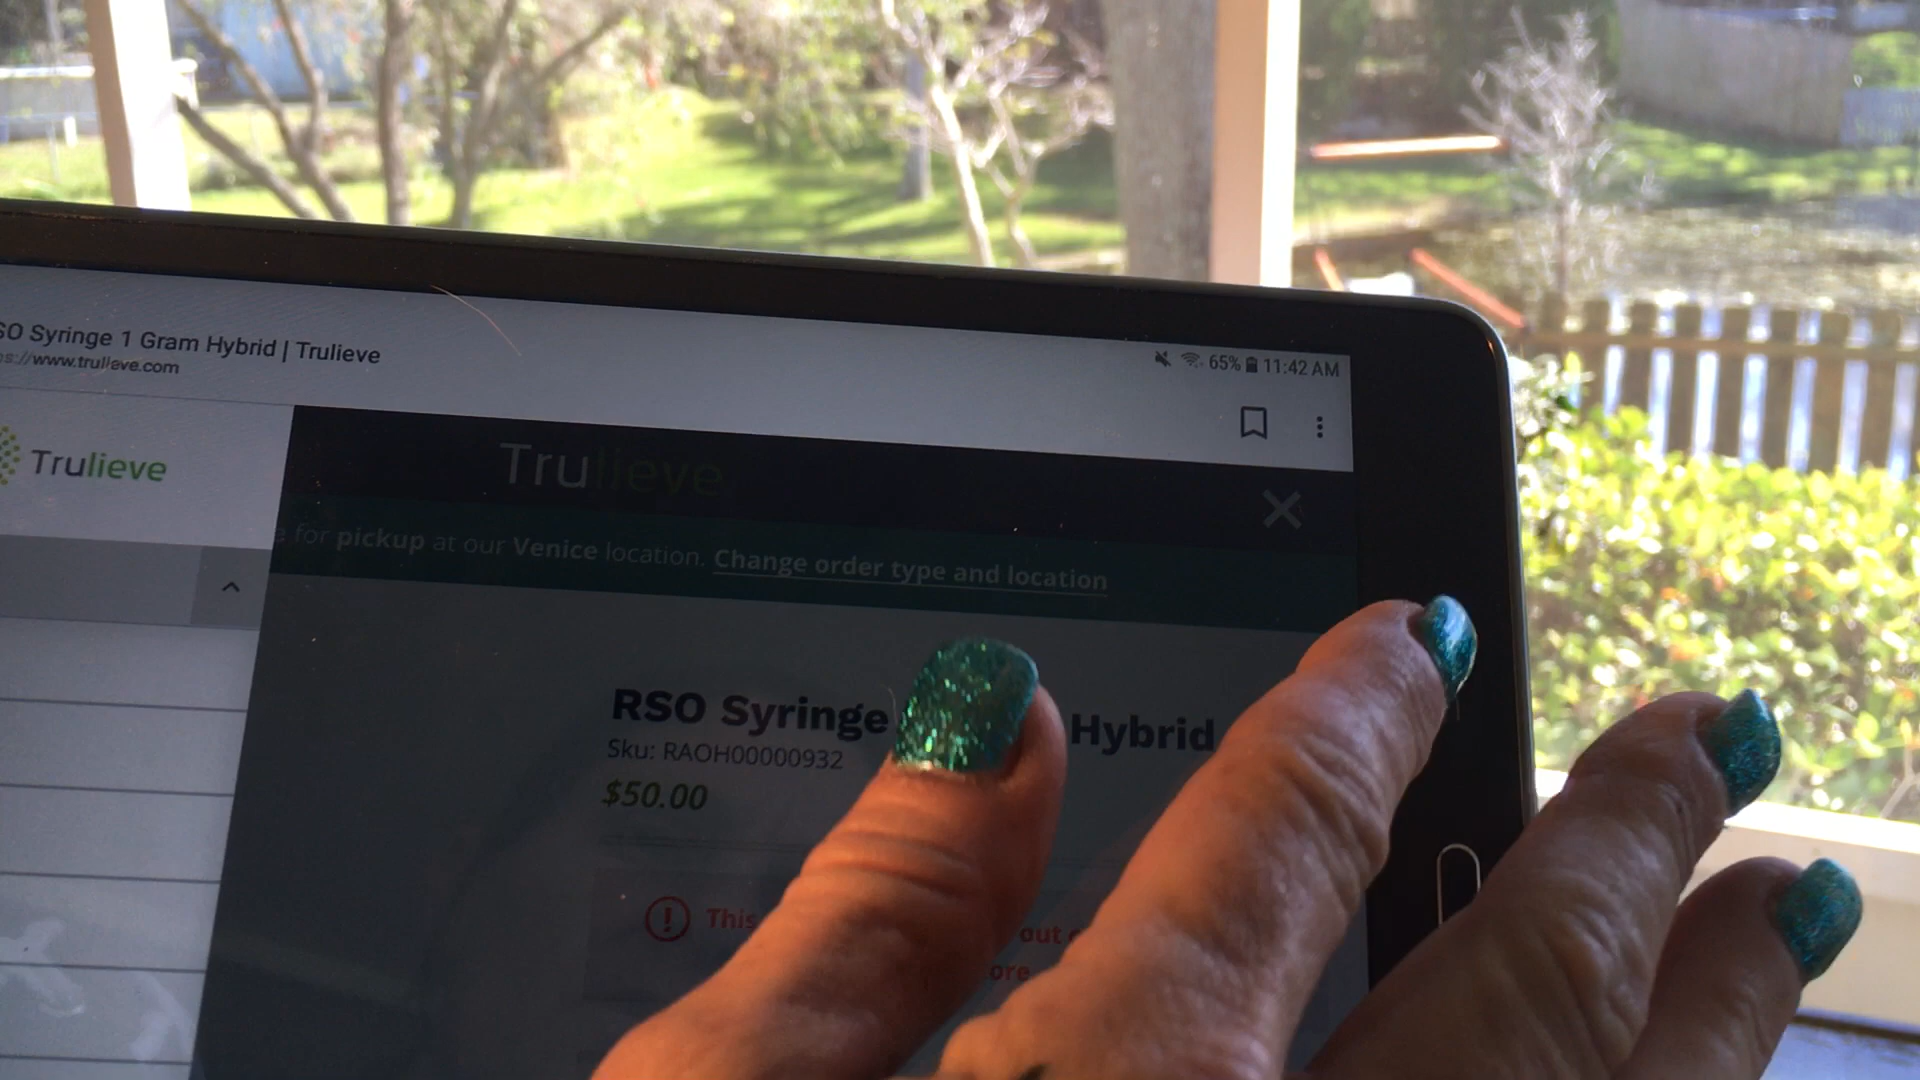 SO Syringe 1 Gram Hybrid | Trulieve
s://www.trulieve.com
65% 11:42 AM
Trulieve
Trulieve
for pickup at our Venice location. Change order type and location
RSO Syringe Hybrid
Sku: RAOH00000932
$50.00
This out
ore